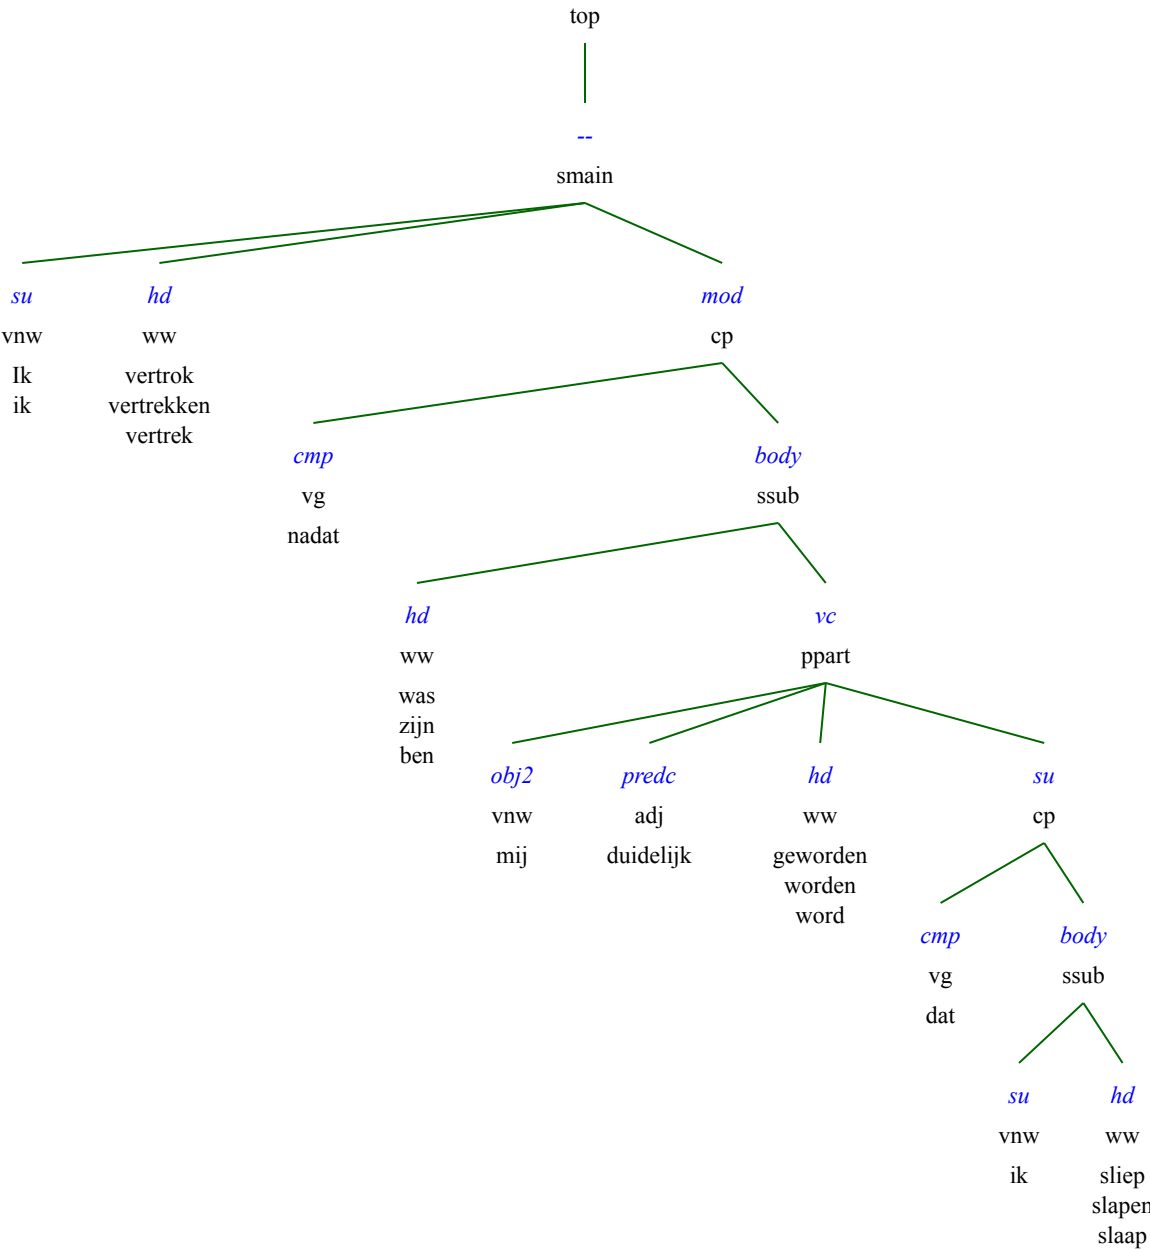 top
--
smain
su hd mod
vnw ww cp
Ik vertrok
ik vertrekken
vertrek
cmp body
vg ssub
nadat
hd vc
ww ppart
was
zijn
ben
obj2 predc hd su
vnw adj ww cp
mij duidelijk geworden
worden
word
cmp body
vg ssub
dat
su hd
vnw ww
ik sliep
slapen
slaap